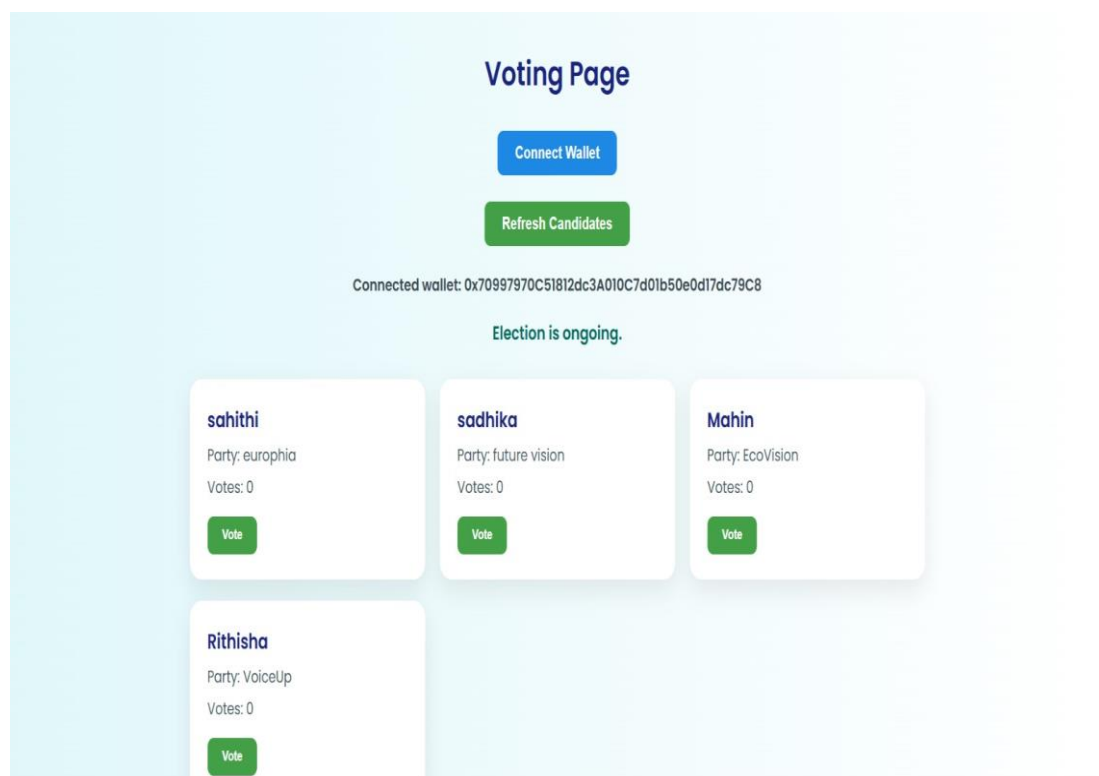 Voting Page
Connect Wallet
Refresh Candidates
Connected wallet: 0x70997970C51812dc3A010C7d01b50e0d17dc79C8
Election is ongoing.
sahithi
Party: europhia
Votes: 0
Vote
sadhika
Party: future vision
Votes: 0
Vote
Mahin
Party: EcoVision
Votes: 0
Vote
Rithisha
Party: VoiceUp
Votes: 0
Vote